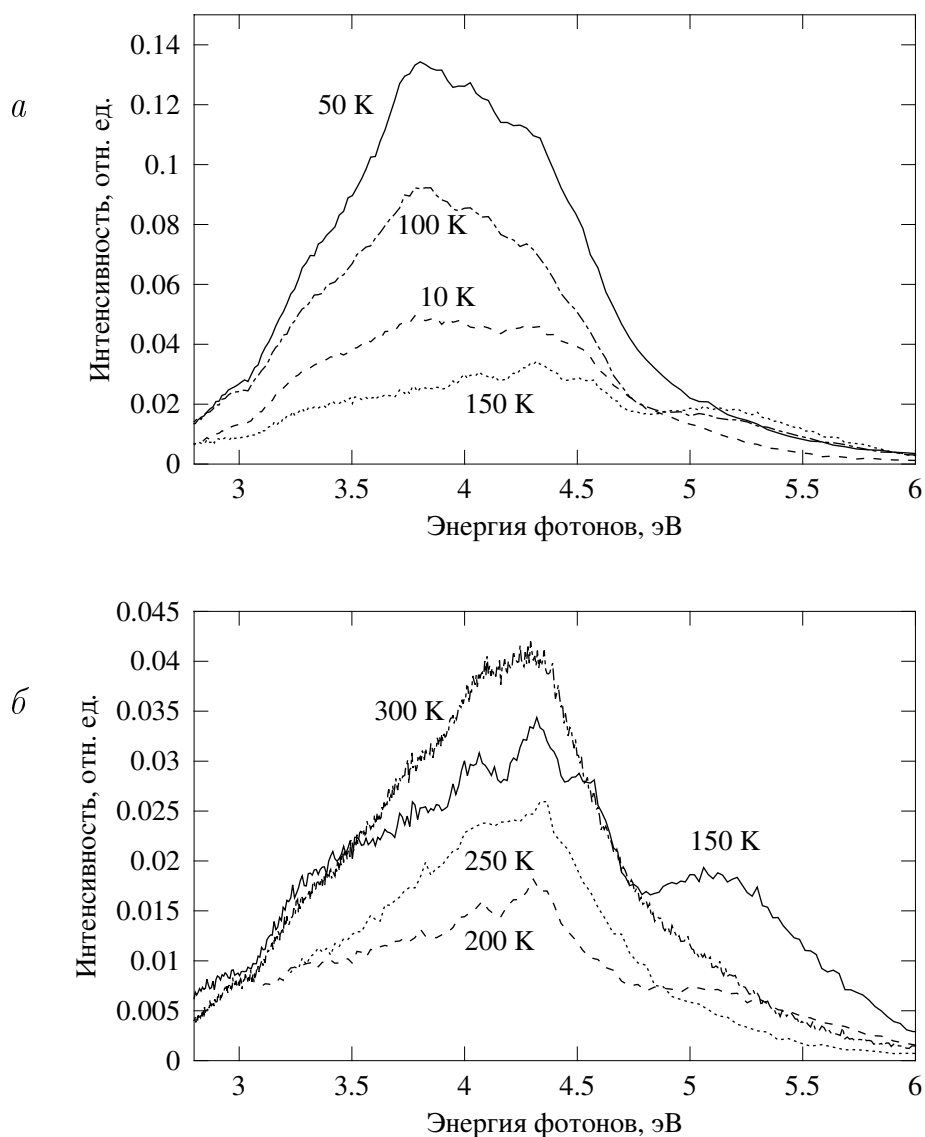 а
Интенсивность, отн. ед.
0.14
0.12
0.1
0.08
0.06
0.04
0.02
0
50 K
100 K
10 K
150 K
3
3.5
4
4.5
5
5.5
6
Энергия фотонов, эВ
б
Интенсивность, отн. ед.
0.045
0.04
0.035
0.03
0.025
0.02
0.015
0.01
0.005
0
300 K
150 K
250 K
200 K
3
3.5
4
4.5
5
5.5
6
Энергия фотонов, эВ